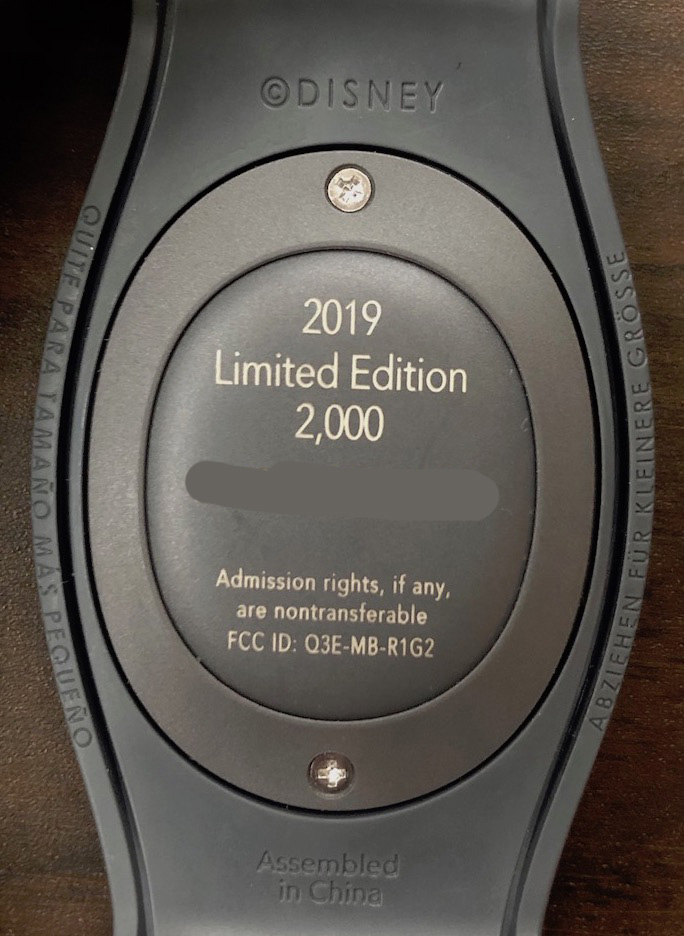 ©DISNEY
2019
Limited Edition
2,000
Admission rights, if any,
are nontransferable
FCC ID: Q3E-MB-R1G2
QUITE PARA TAMAÑO MÁS PEQUEÑO
ABZIEHEN FÜR KLEINERE GRÖSSE
Assembled
in China